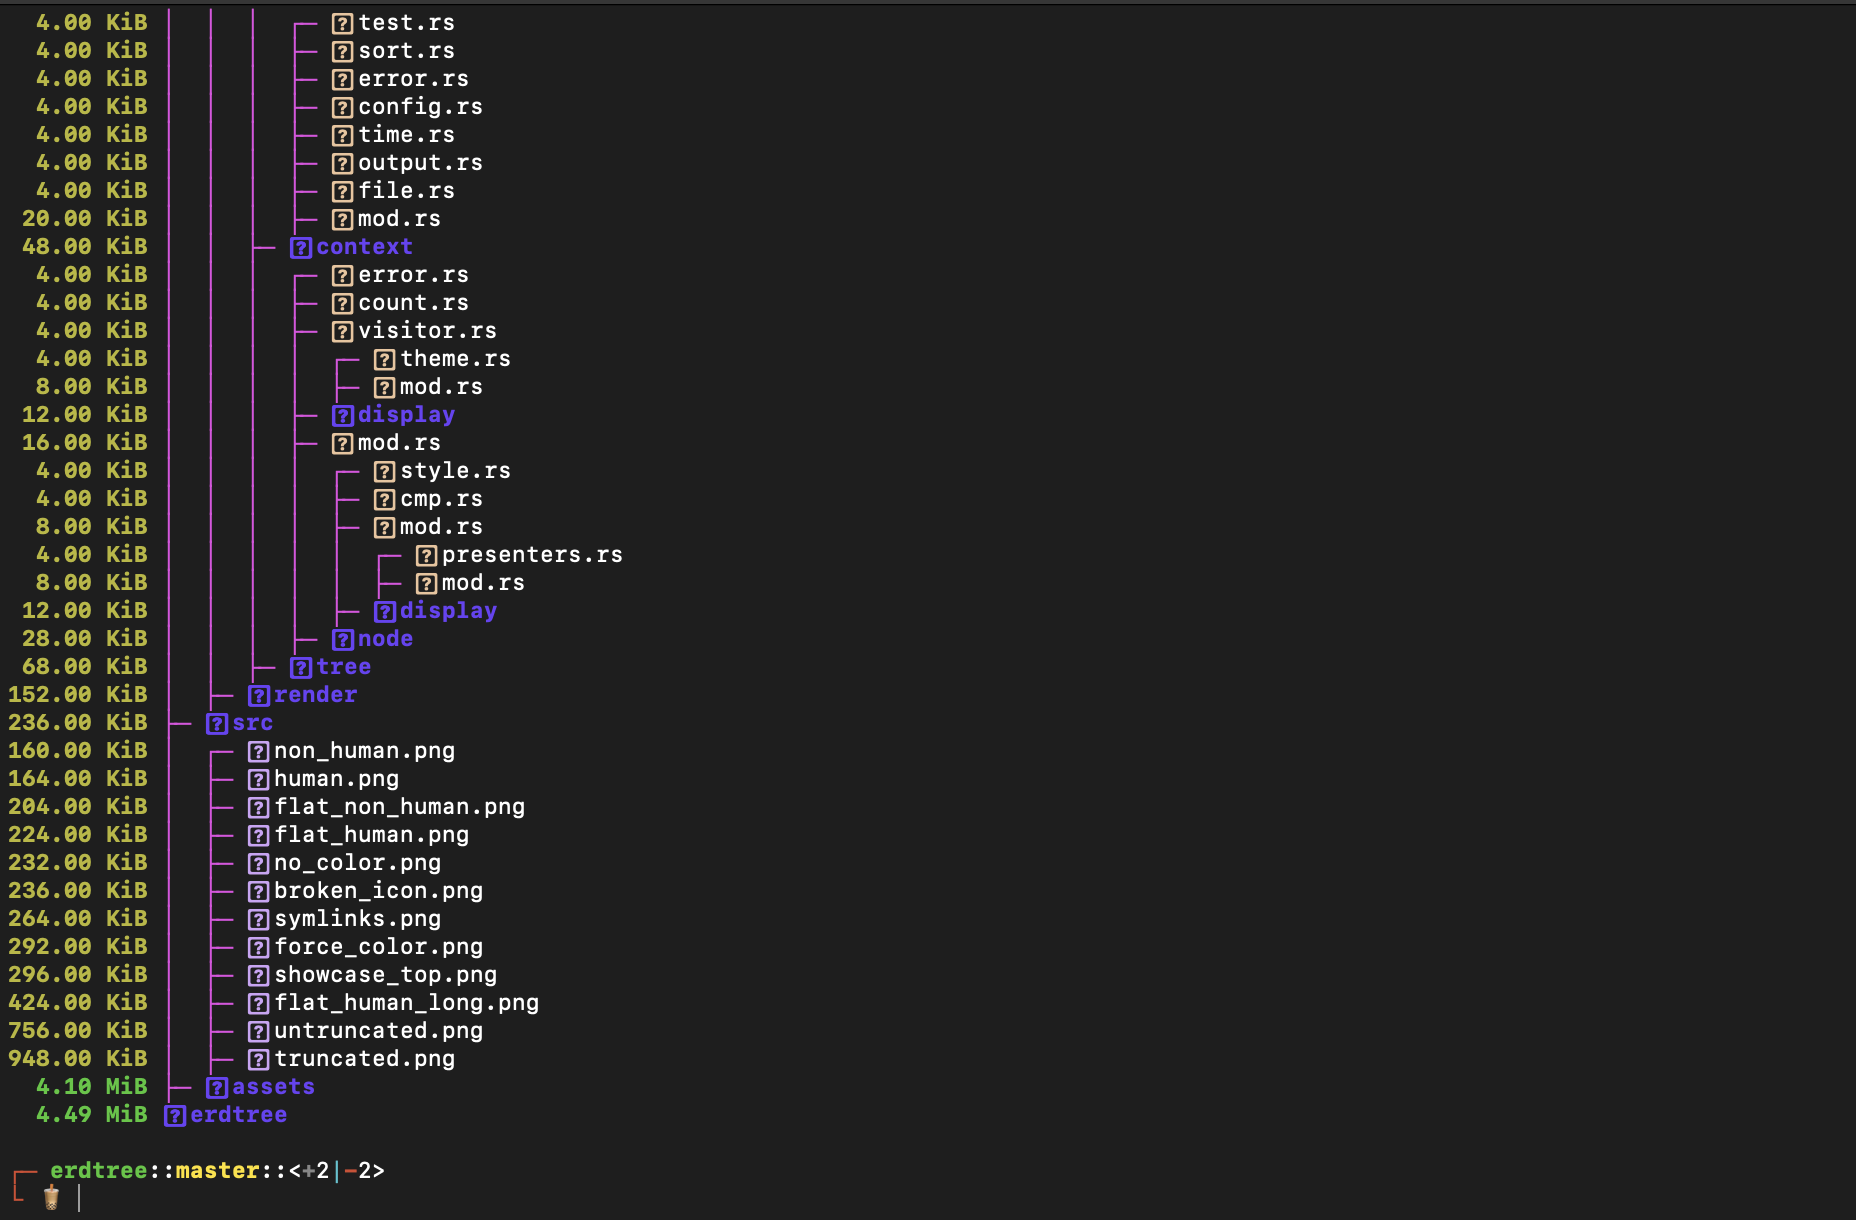 4.00 KiB │  │  │  ┌─ ?test.rs
4.00 KiB │  │  │  ├─ ?sort.rs
4.00 KiB │  │  │  ├─ ?error.rs
4.00 KiB │  │  │  ├─ ?config.rs
4.00 KiB │  │  │  ├─ ?time.rs
4.00 KiB │  │  │  ├─ ?output.rs
4.00 KiB │  │  │  ├─ ?file.rs
20.00 KiB │  │  │  ├─ ?mod.rs
48.00 KiB │  │  ├─ ?context
4.00 KiB │  │  │  ┌─ ?error.rs
4.00 KiB │  │  │  ├─ ?count.rs
4.00 KiB │  │  │  ├─ ?visitor.rs
4.00 KiB │  │  │  │  ┌─ ?theme.rs
8.00 KiB │  │  │  │  ├─ ?mod.rs
12.00 KiB │  │  │  ├─ ?display
16.00 KiB │  │  │  ├─ ?mod.rs
4.00 KiB │  │  │  │  ┌─ ?style.rs
4.00 KiB │  │  │  │  ├─ ?cmp.rs
8.00 KiB │  │  │  │  ├─ ?mod.rs
4.00 KiB │  │  │  │  │  ┌─ ?presenters.rs
8.00 KiB │  │  │  │  │  ├─ ?mod.rs
12.00 KiB │  │  │  │  ├─ ?display
28.00 KiB │  │  │  ├─ ?node
68.00 KiB │  │  ├─ ?tree
152.00 KiB │  ├─ ?render
236.00 KiB ├─ ?src
160.00 KiB │  ┌─ ?non_human.png
164.00 KiB │  ├─ ?human.png
204.00 KiB │  ├─ ?flat_non_human.png
224.00 KiB │  ├─ ?flat_human.png
232.00 KiB │  ├─ ?no_color.png
236.00 KiB │  ├─ ?broken_icon.png
264.00 KiB │  ├─ ?symlinks.png
292.00 KiB │  ├─ ?force_color.png
296.00 KiB │  ├─ ?showcase_top.png
424.00 KiB │  ├─ ?flat_human_long.png
756.00 KiB │  ├─ ?untruncated.png
948.00 KiB │  ├─ ?truncated.png
4.10 MiB ├─ ?assets
4.49 MiB ?erdtree
┌─ erdtree::master::<+2|-2>
└ 🧋